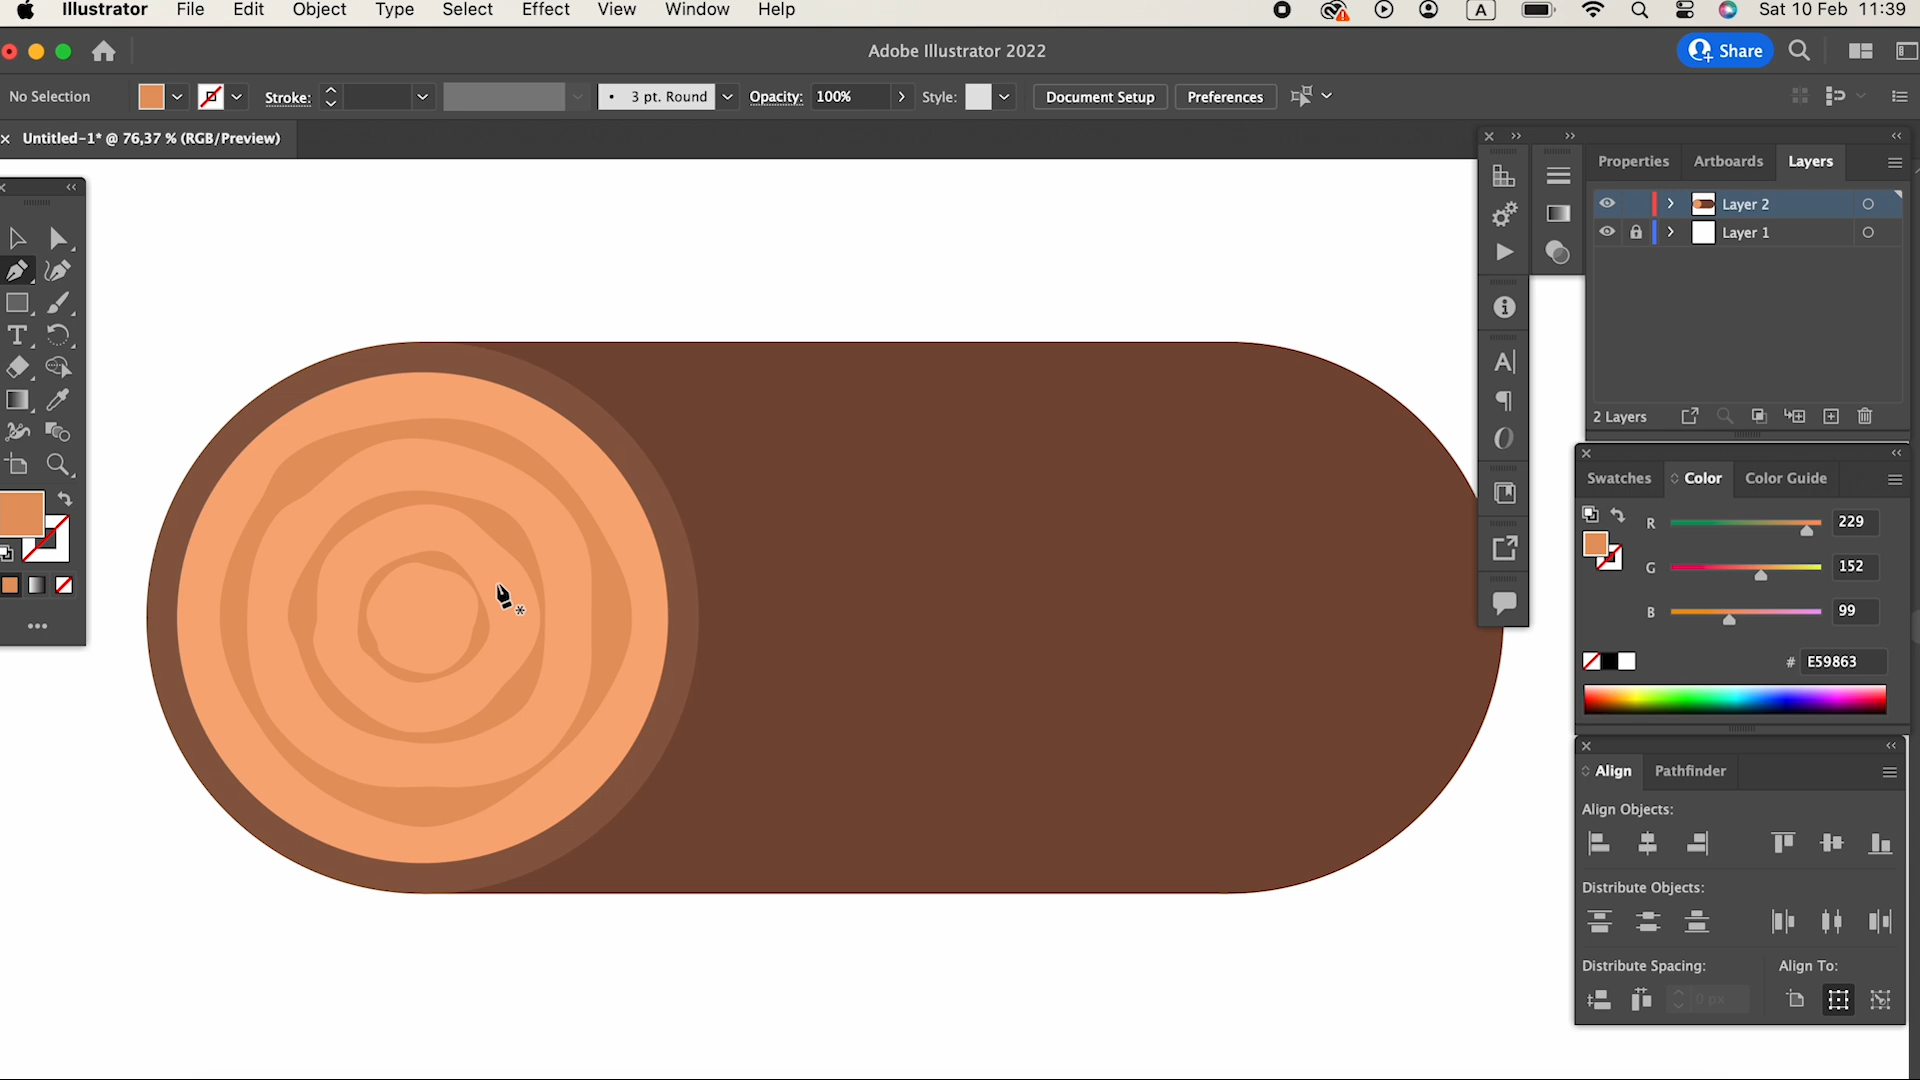 Illustrator File Edit Object Type Select Effect View Window Help A Sat 10 Feb 11:39
Adobe Illustrator 2022 Share
No Selection Stroke: 3 pt. Round Opacity: 100% Style: Document Setup Preferences
Untitled-1* @ 76,37 % (RGB/Preview)
Properties Artboards Layers
Layer 2
Layer 1
2 Layers
Swatches Color Color Guide
R 229
G 152
B 99
# E59863
Align Pathfinder
Align Objects:
Distribute Objects:
Distribute Spacing: Align To:
0 px